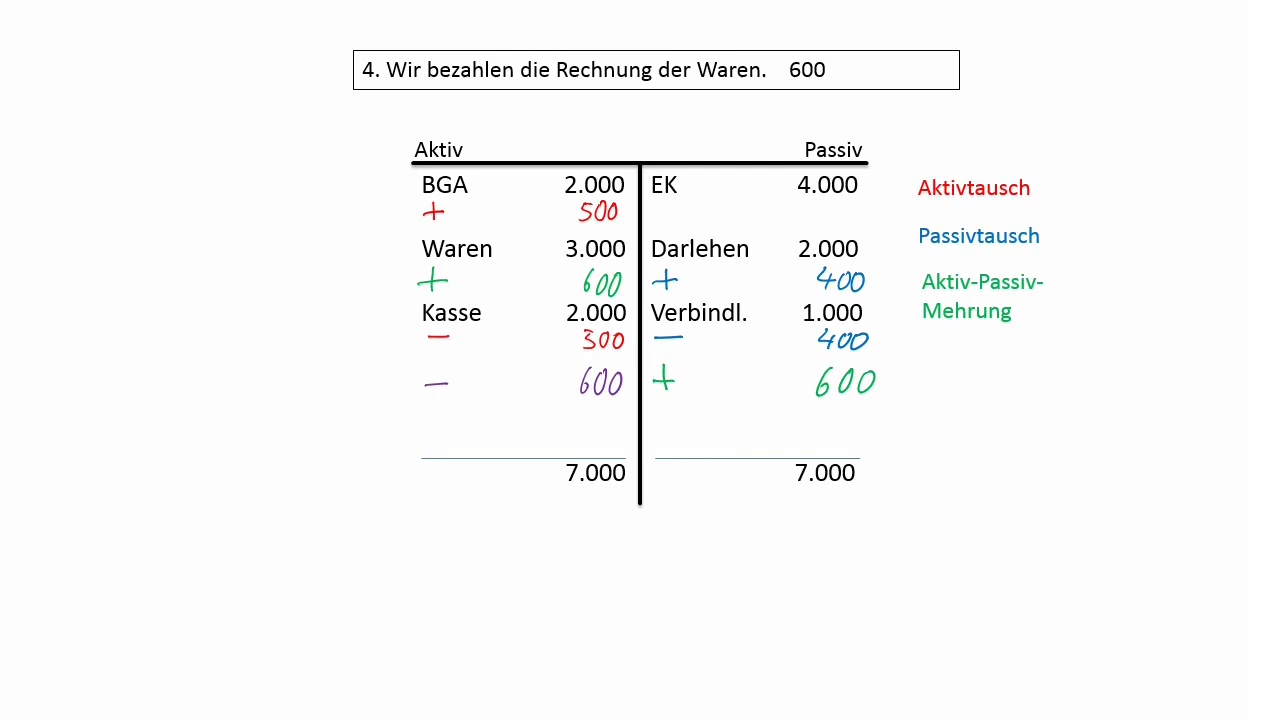 4. Wir bezahlen die Rechnung der Waren. 600
Aktiv Passiv
BGA 2.000 EK 4.000
+ 500
Waren 3.000 Darlehen 2.000
+ 600 + 400
Kasse 2.000 Verbindl. 1.000
− 300 − 400
− 600 + 600
7.000 7.000
Aktivtausch
Passivtausch
Aktiv-Passiv-
Mehrung